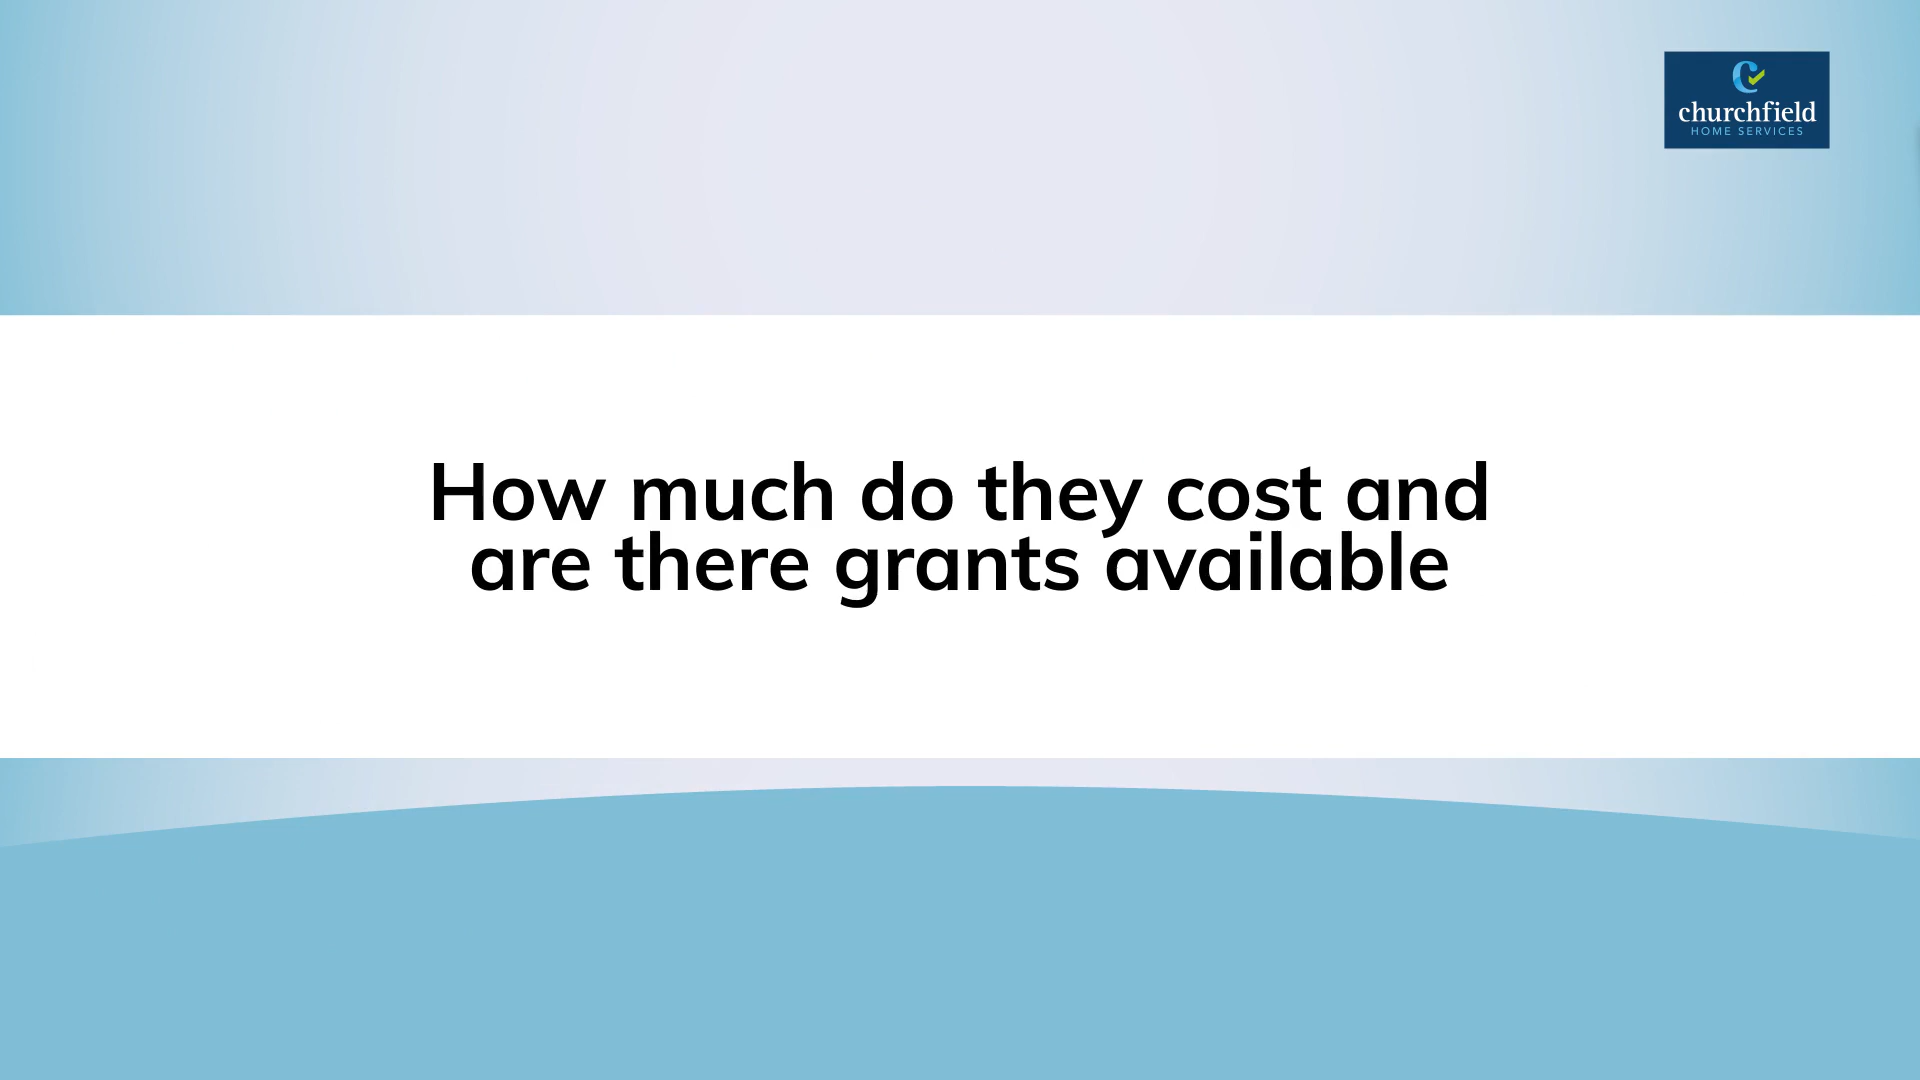 churchfield
HOME SERVICES
How much do they cost and
are there grants available